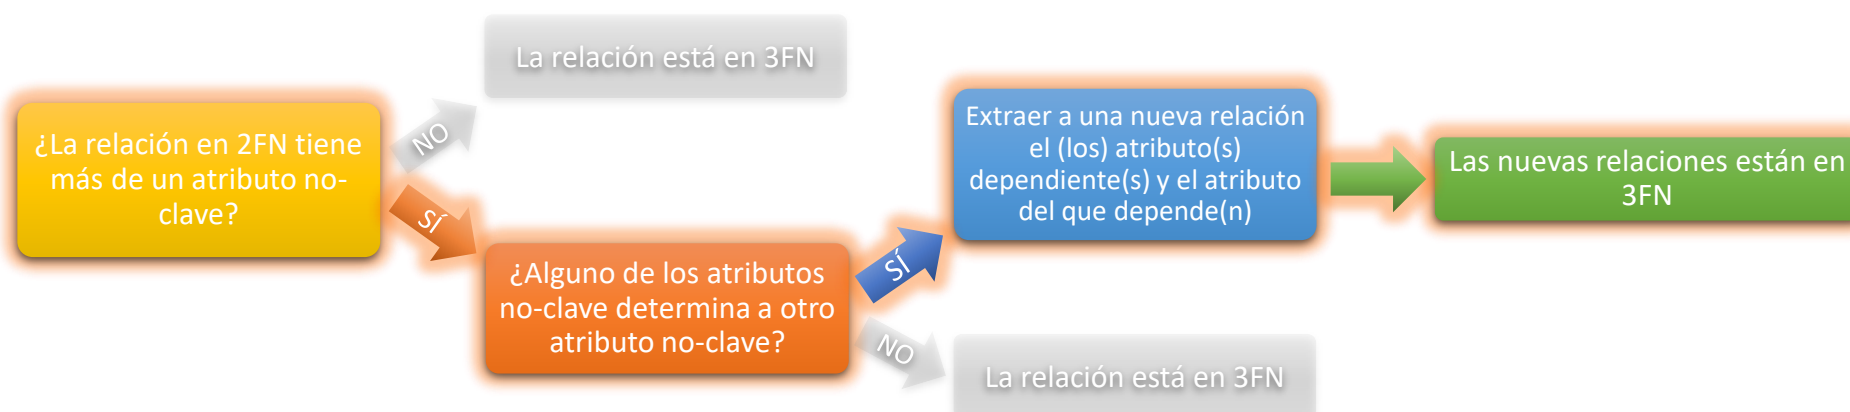 La relación está en 3FN
¿La relación en 2FN tiene
más de un atributo no-
clave?
NO
SÍ
¿Alguno de los atributos
no-clave determina a otro
atributo no-clave?
SÍ
NO
Extraer a una nueva relación
el (los) atributo(s)
dependiente(s) y el atributo
del que depende(n)
La relación está en 3FN
Las nuevas relaciones están en
3FN